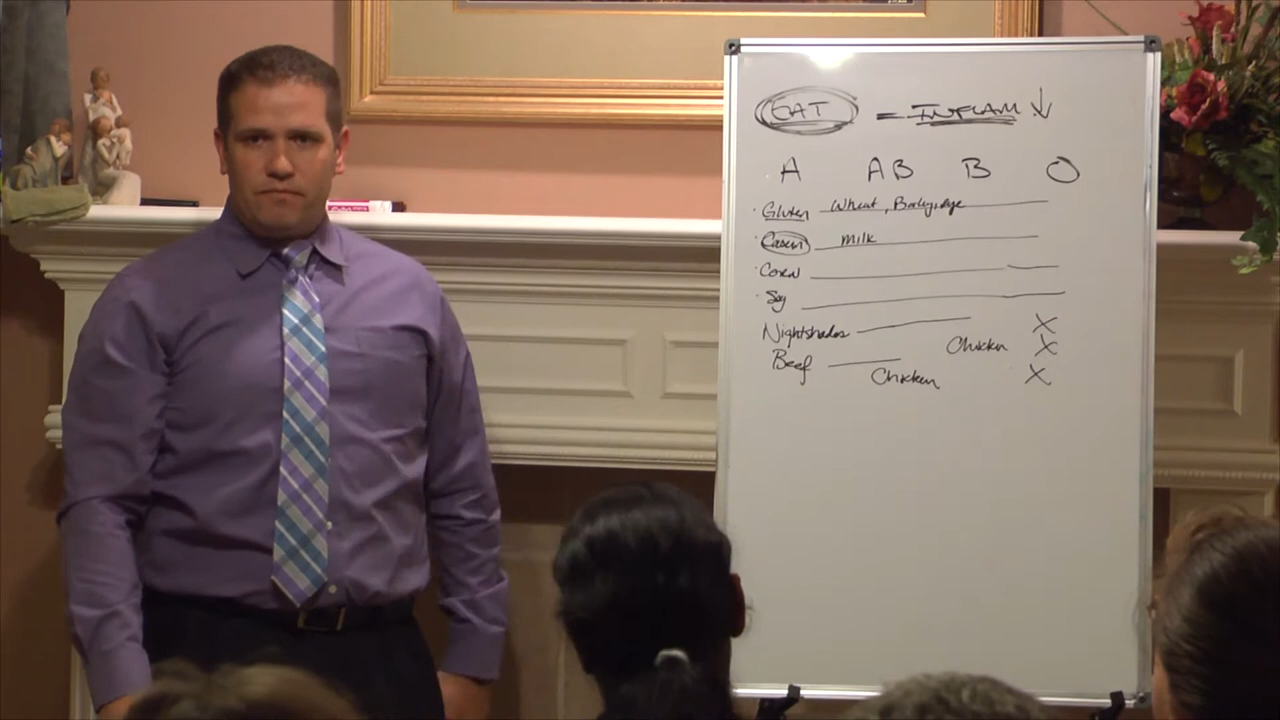 EAT = INFLAM ↓
A AB B O
· Gluten Wheat, Barley, rye
· Casein milk
· Corn
· Soy
Nightshades X
Chicken X
Beef
Chicken X